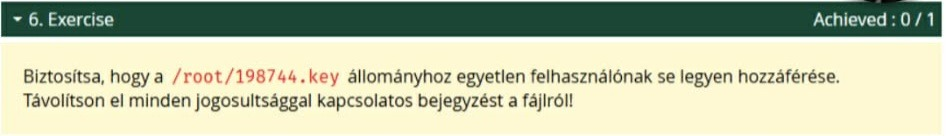 6. Exercise
Achieved : 0 / 1
Biztosítsa, hogy a /root/198744.key állományhoz egyetlen felhasználónak se legyen hozzáférése.
Távolítson el minden jogosultsággal kapcsolatos bejegyzést a fájlról!